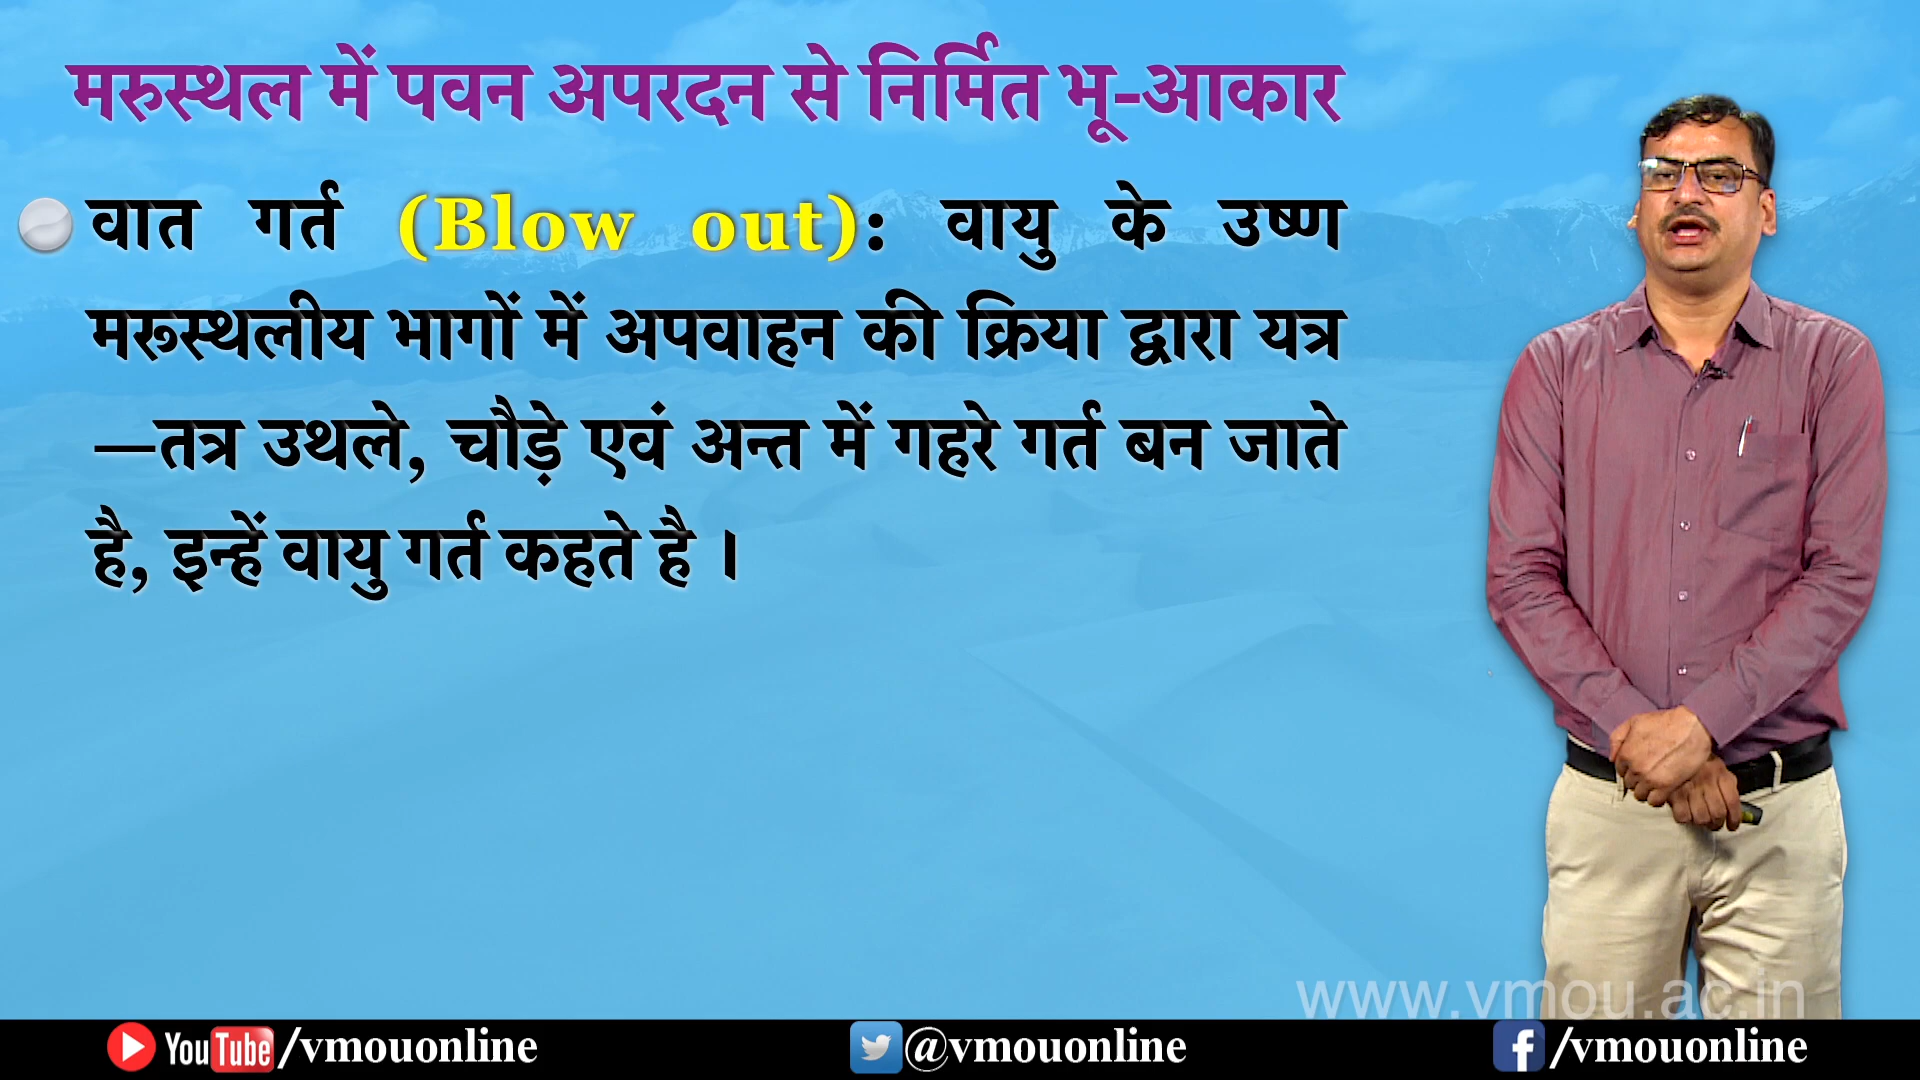 मरुस्थल में पवन अपरदन से निर्मित भू-आकार
वात गर्त (Blow out): वायु के उष्ण
मरूस्थलीय भागों में अपवाहन की क्रिया द्वारा यत्र
—तत्र उथले, चौड़े एवं अन्त में गहरे गर्त बन जाते
है, इन्हें वायु गर्त कहते है ।
www.vmou.ac.in
YouTube /vmouonline
@vmouonline
f /vmouonline